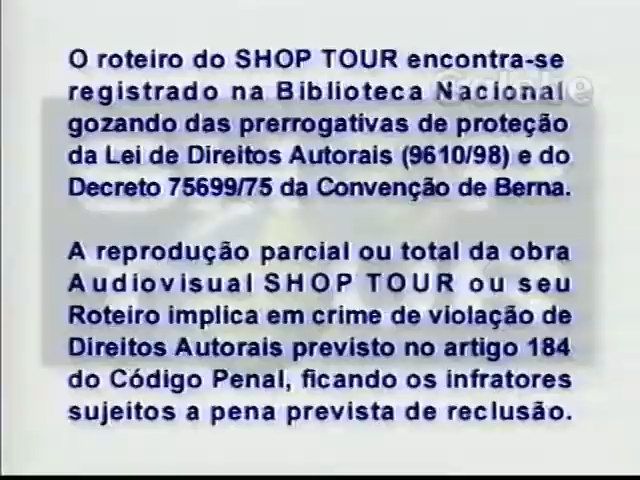 O roteiro do SHOP TOUR encontra-se
registrado na Biblioteca Nacional
gozando das prerrogativas de proteção
da Lei de Direitos Autorais (9610/98) e do
Decreto 75699/75 da Convenção de Berna.
A reprodução parcial ou total da obra
Audiovisual SHOP TOUR ou seu
Roteiro implica em crime de violação de
Direitos Autorais previsto no artigo 184
do Código Penal, ficando os infratores
sujeitos a pena prevista de reclusão.